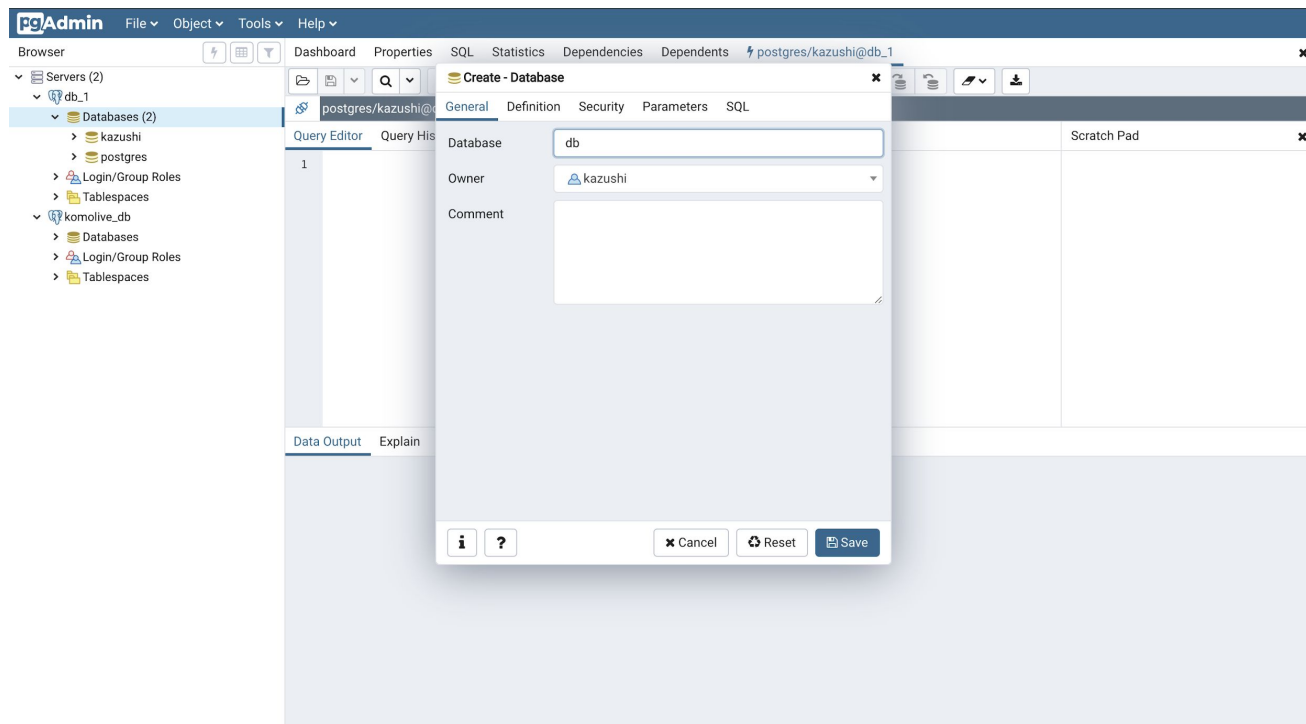 pgAdmin File Object Tools Help
Browser
Servers (2)
db_1
Databases (2)
kazushi
postgres
Login/Group Roles
Tablespaces
komolive_db
Databases
Login/Group Roles
Tablespaces
Dashboard Properties SQL Statistics Dependencies Dependents postgres/kazushi@db_1
postgres/kazushi@
Query Editor Query His
Scratch Pad
1
Create - Database
General Definition Security Parameters SQL
Database db
Owner kazushi
Comment
i ? Cancel Reset Save
Data Output Explain